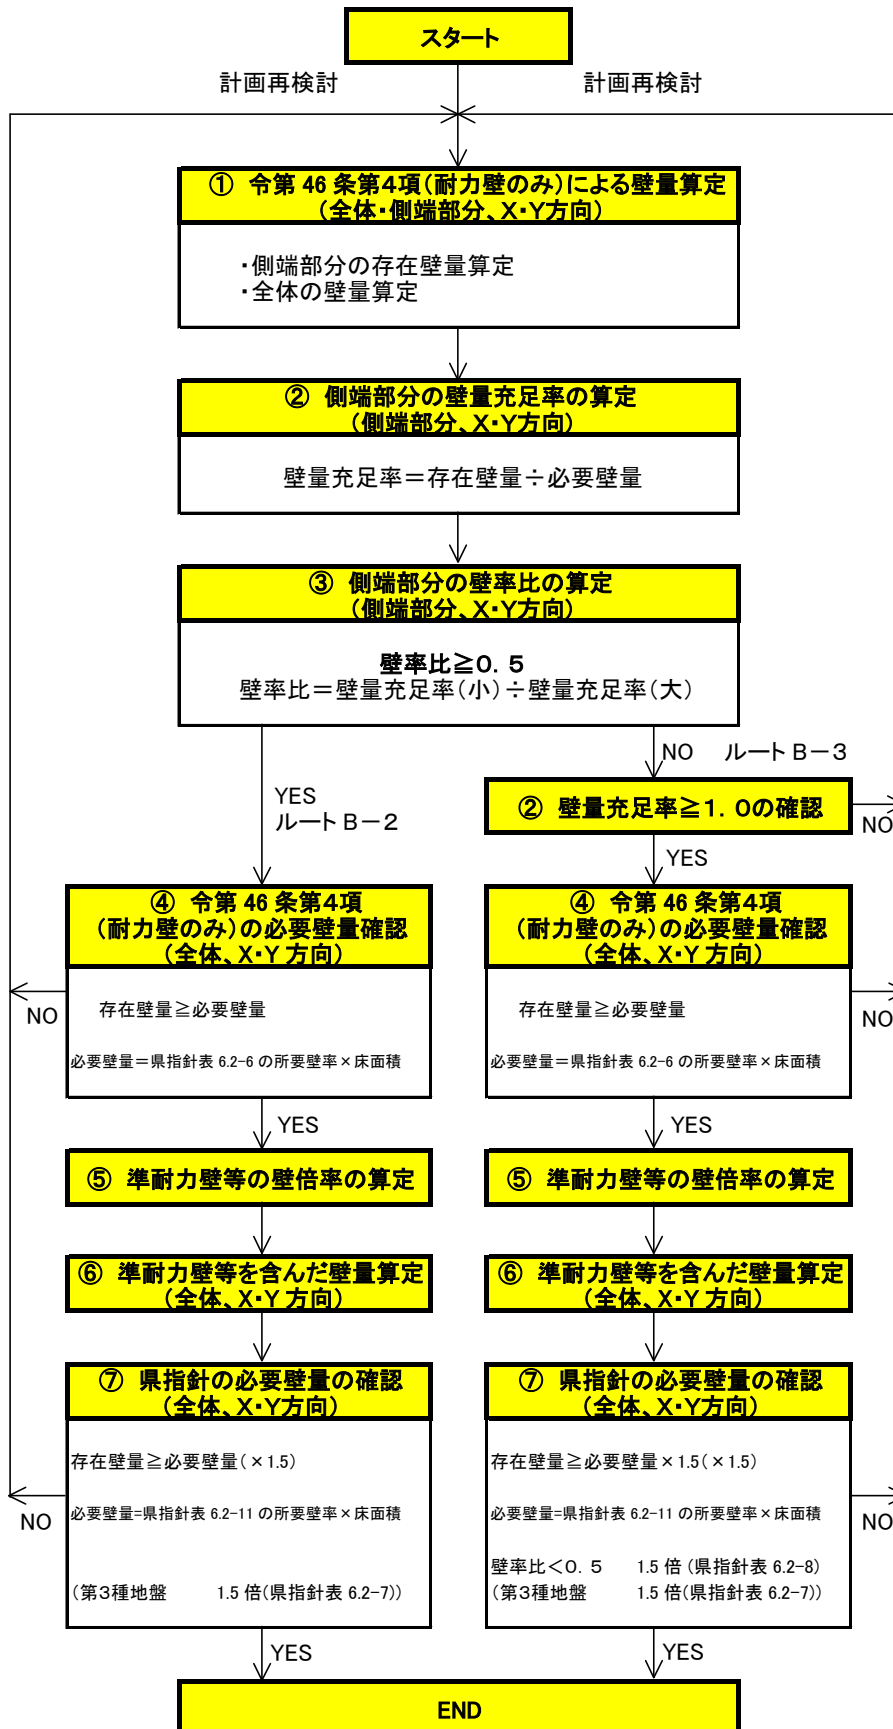 スタート
計画再検討
計画再検討
① 令第 46 条第4項(耐力壁のみ)による壁量算定
(全体・側端部分、X・Y方向)
・側端部分の存在壁量算定
・全体の壁量算定
② 側端部分の壁量充足率の算定
(側端部分、X・Y方向)
壁量充足率＝存在壁量÷必要壁量
③ 側端部分の壁率比の算定
(側端部分、X・Y方向)
壁率比≧0．5
壁率比＝壁量充足率(小)÷壁量充足率(大)
YES
ルート B－2
NO ルート B－3
② 壁量充足率≧1．0の確認
NO
YES
④ 令第 46 条第4項
(耐力壁のみ)の必要壁量確認
(全体、X・Y 方向)
存在壁量≧必要壁量
必要壁量＝県指針表 6.2-6 の所要壁率×床面積
NO
YES
⑤ 準耐力壁等の壁倍率の算定
⑥ 準耐力壁等を含んだ壁量算定
(全体、X・Y 方向)
⑦ 県指針の必要壁量の確認
(全体、X・Y方向)
存在壁量≧必要壁量(×1.5)
必要壁量=県指針表 6.2-11 の所要壁率×床面積
(第3種地盤 1.5 倍(県指針表 6.2-7))
NO
YES
④ 令第 46 条第4項
(耐力壁のみ)の必要壁量確認
(全体、X・Y 方向)
存在壁量≧必要壁量
必要壁量＝県指針表 6.2-6 の所要壁率×床面積
NO
YES
⑤ 準耐力壁等の壁倍率の算定
⑥ 準耐力壁等を含んだ壁量算定
(全体、X・Y 方向)
⑦ 県指針の必要壁量の確認
(全体、X・Y方向)
存在壁量≧必要壁量×1.5(×1.5)
必要壁量=県指針表 6.2-11 の所要壁率×床面積
壁率比＜0．5 1.5 倍 (県指針表 6.2-8)
(第3種地盤 1.5 倍(県指針表 6.2-7))
NO
YES
END